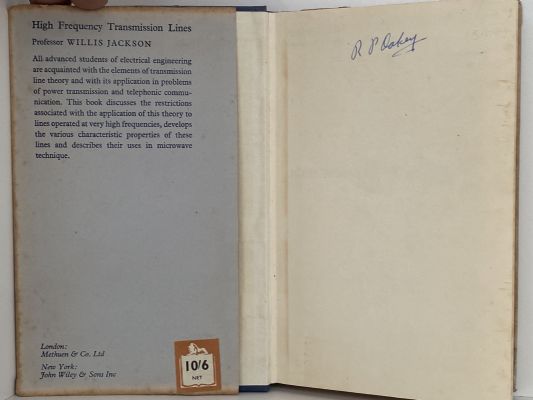 High Frequency Transmission Lines
Professor WILLIS JACKSON
All advanced students of electrical engineering
are acquainted with the elements of transmission
line theory and with its application in problems
of power transmission and telephonic commu-
nication. This book discusses the restrictions
associated with the application of this theory to
lines operated at very high frequencies, develops
the various characteristic properties of these
lines and describes their uses in microwave
technique.
London:
Methuen & Co. Ltd
New York:
John Wiley & Sons Inc
10/6
NET
R P Oakey